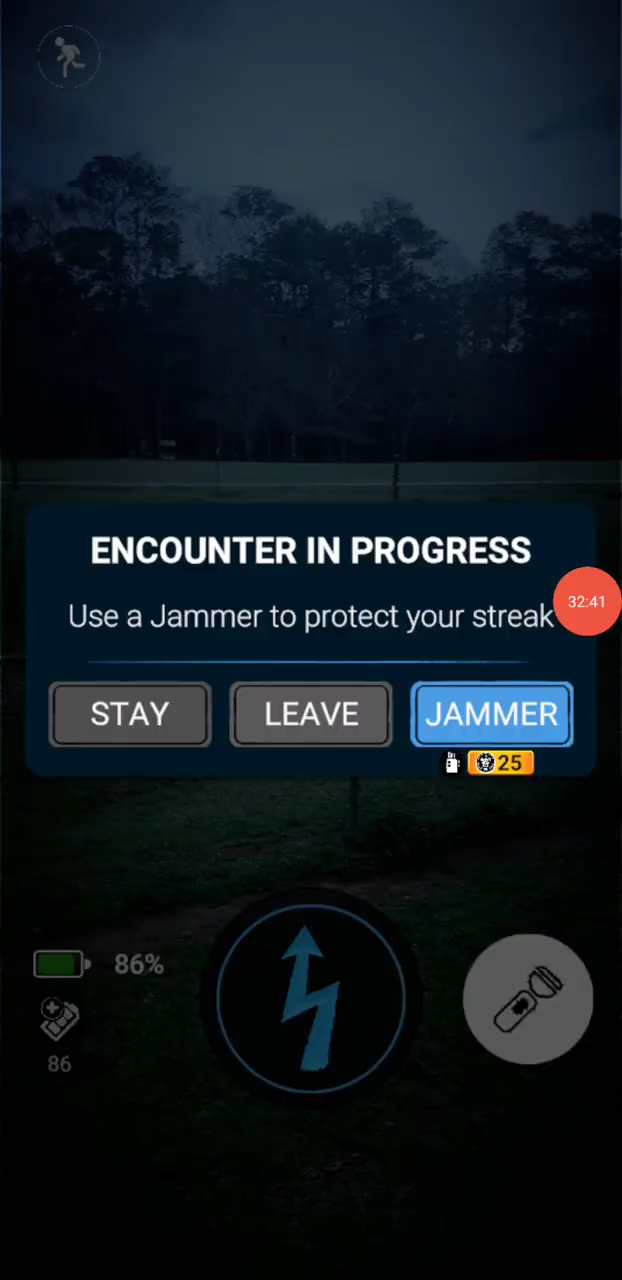 ENCOUNTER IN PROGRESS
Use a Jammer to protect your streak
32:41
STAY LEAVE JAMMER
25
86%
86